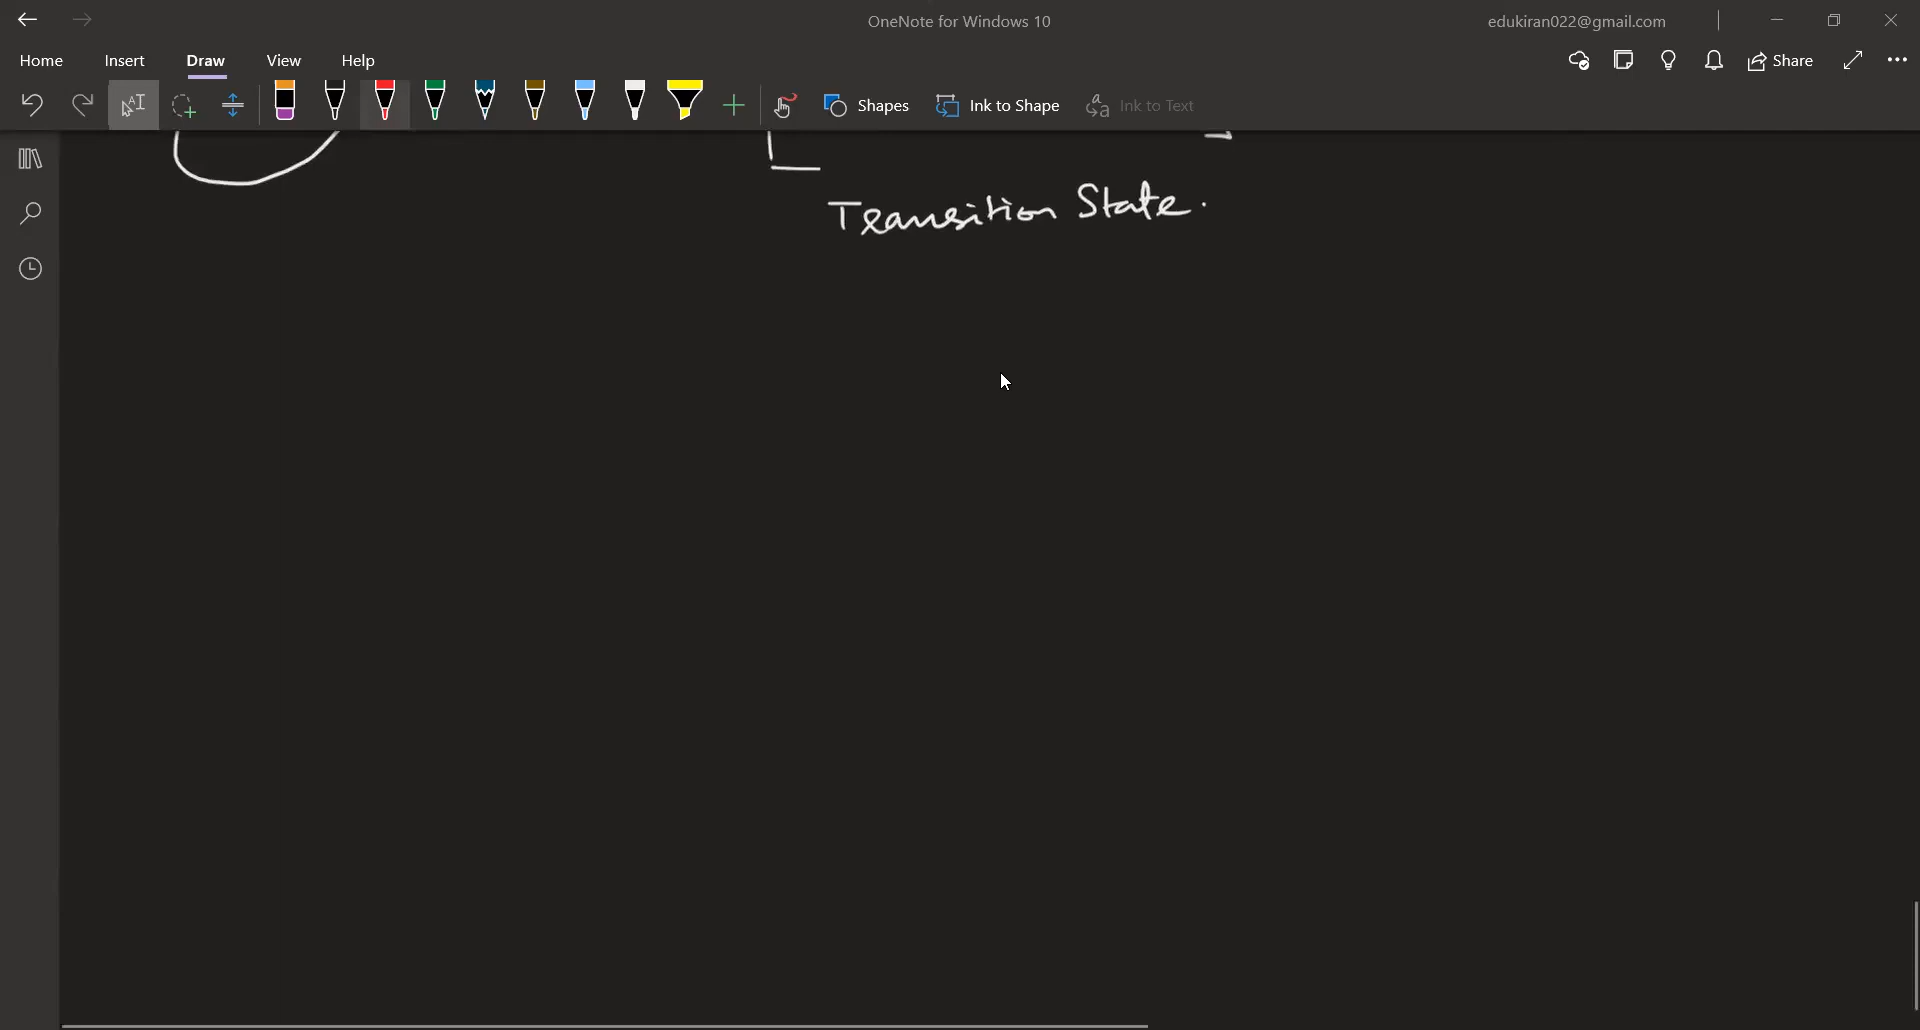 OneNote for Windows 10
edukiran022@gmail.com
Home Insert Draw View Help
Share
Shapes Ink to Shape Ink to Text
Transition State.